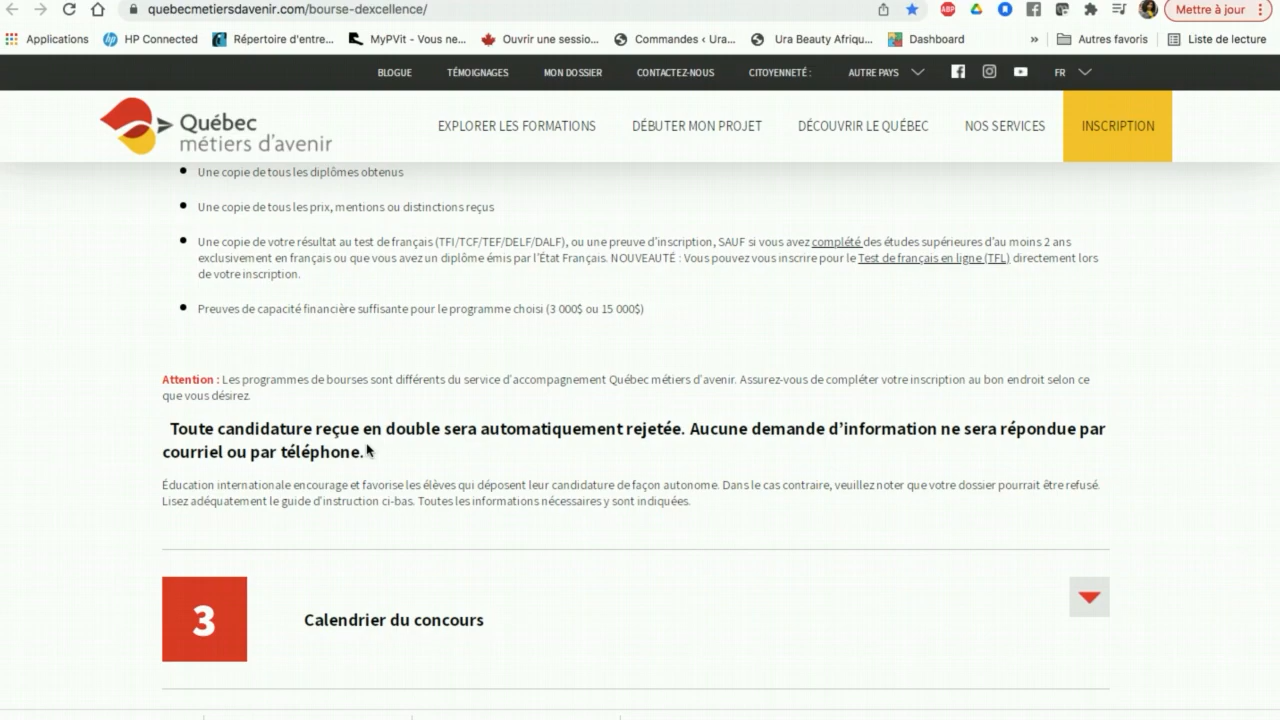 quebecmetiersdavenir.com/bourse-dexcellence/
ABP
Mettre à jour
Applications
HP Connected
Répertoire d'entre...
MyPVit - Vous ne...
Ouvrir une sessio...
Commandes ‹ Ura...
Ura Beauty Afriqu...
Dashboard
»
Autres favoris
Liste de lecture
BLOGUE
TÉMOIGNAGES
MON DOSSIER
CONTACTEZ-NOUS
CITOYENNETÉ :
AUTRE PAYS
FR
Québec
métiers d'avenir
EXPLORER LES FORMATIONS
DÉBUTER MON PROJET
DÉCOUVRIR LE QUÉBEC
NOS SERVICES
INSCRIPTION
Une copie de tous les diplômes obtenus
Une copie de tous les prix, mentions ou distinctions reçus
Une copie de votre résultat au test de français (TFI/TCF/TEF/DELF/DALF), ou une preuve d'inscription, SAUF si vous avez complété des études supérieures d'au moins 2 ans
exclusivement en français ou que vous avez un diplôme émis par l'État Français. NOUVEAUTÉ : Vous pouvez vous inscrire pour le Test de français en ligne (TFL) directement lors
de votre inscription.
Preuves de capacité financière suffisante pour le programme choisi (3 000$ ou 15 000$)
Attention : Les programmes de bourses sont différents du service d'accompagnement Québec métiers d'avenir. Assurez-vous de compléter votre inscription au bon endroit selon ce
que vous désirez.
Toute candidature reçue en double sera automatiquement rejetée. Aucune demande d'information ne sera répondue par
courriel ou par téléphone.
Éducation internationale encourage et favorise les élèves qui déposent leur candidature de façon autonome. Dans le cas contraire, veuillez noter que votre dossier pourrait être refusé.
Lisez adéquatement le guide d'instruction ci-bas. Toutes les informations nécessaires y sont indiquées.
3
Calendrier du concours